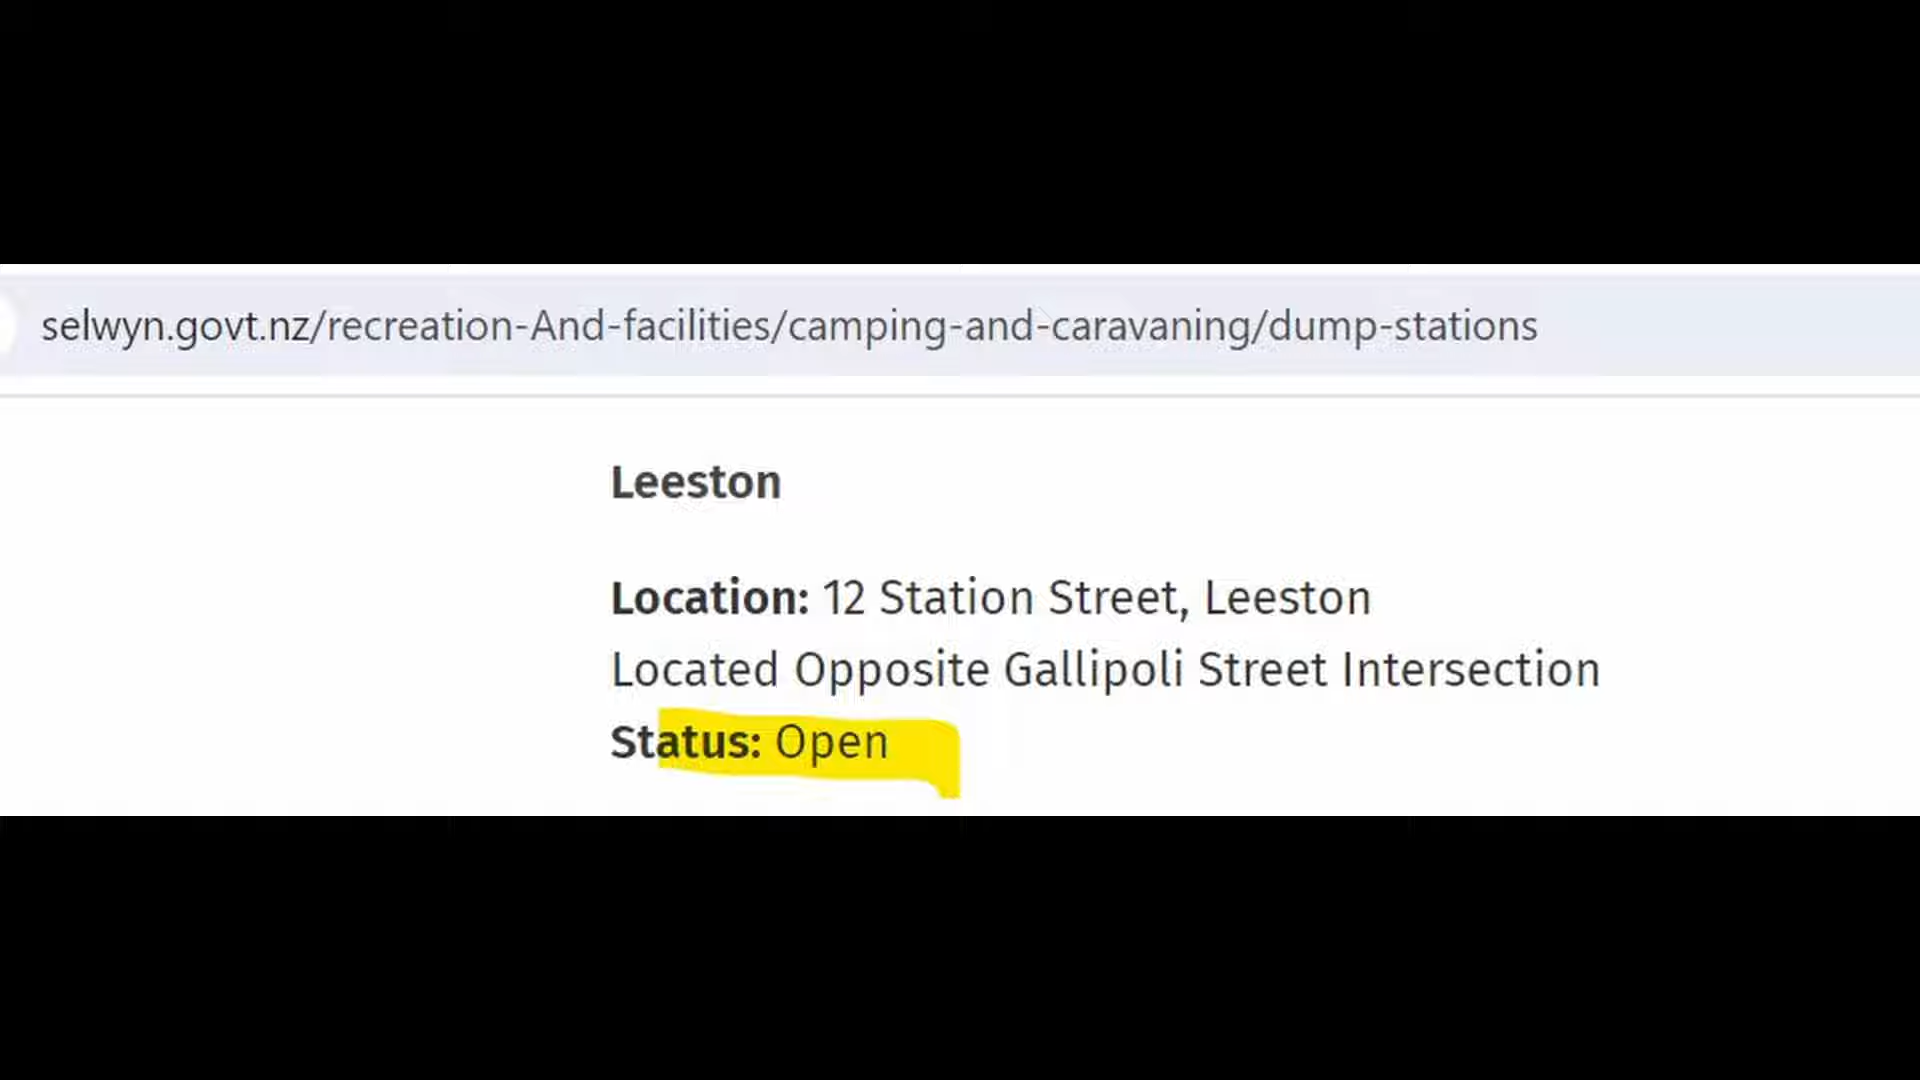 selwyn.govt.nz/recreation-And-facilities/camping-and-caravaning/dump-stations
Leeston
Location: 12 Station Street, Leeston
Located Opposite Gallipoli Street Intersection
Status: Open